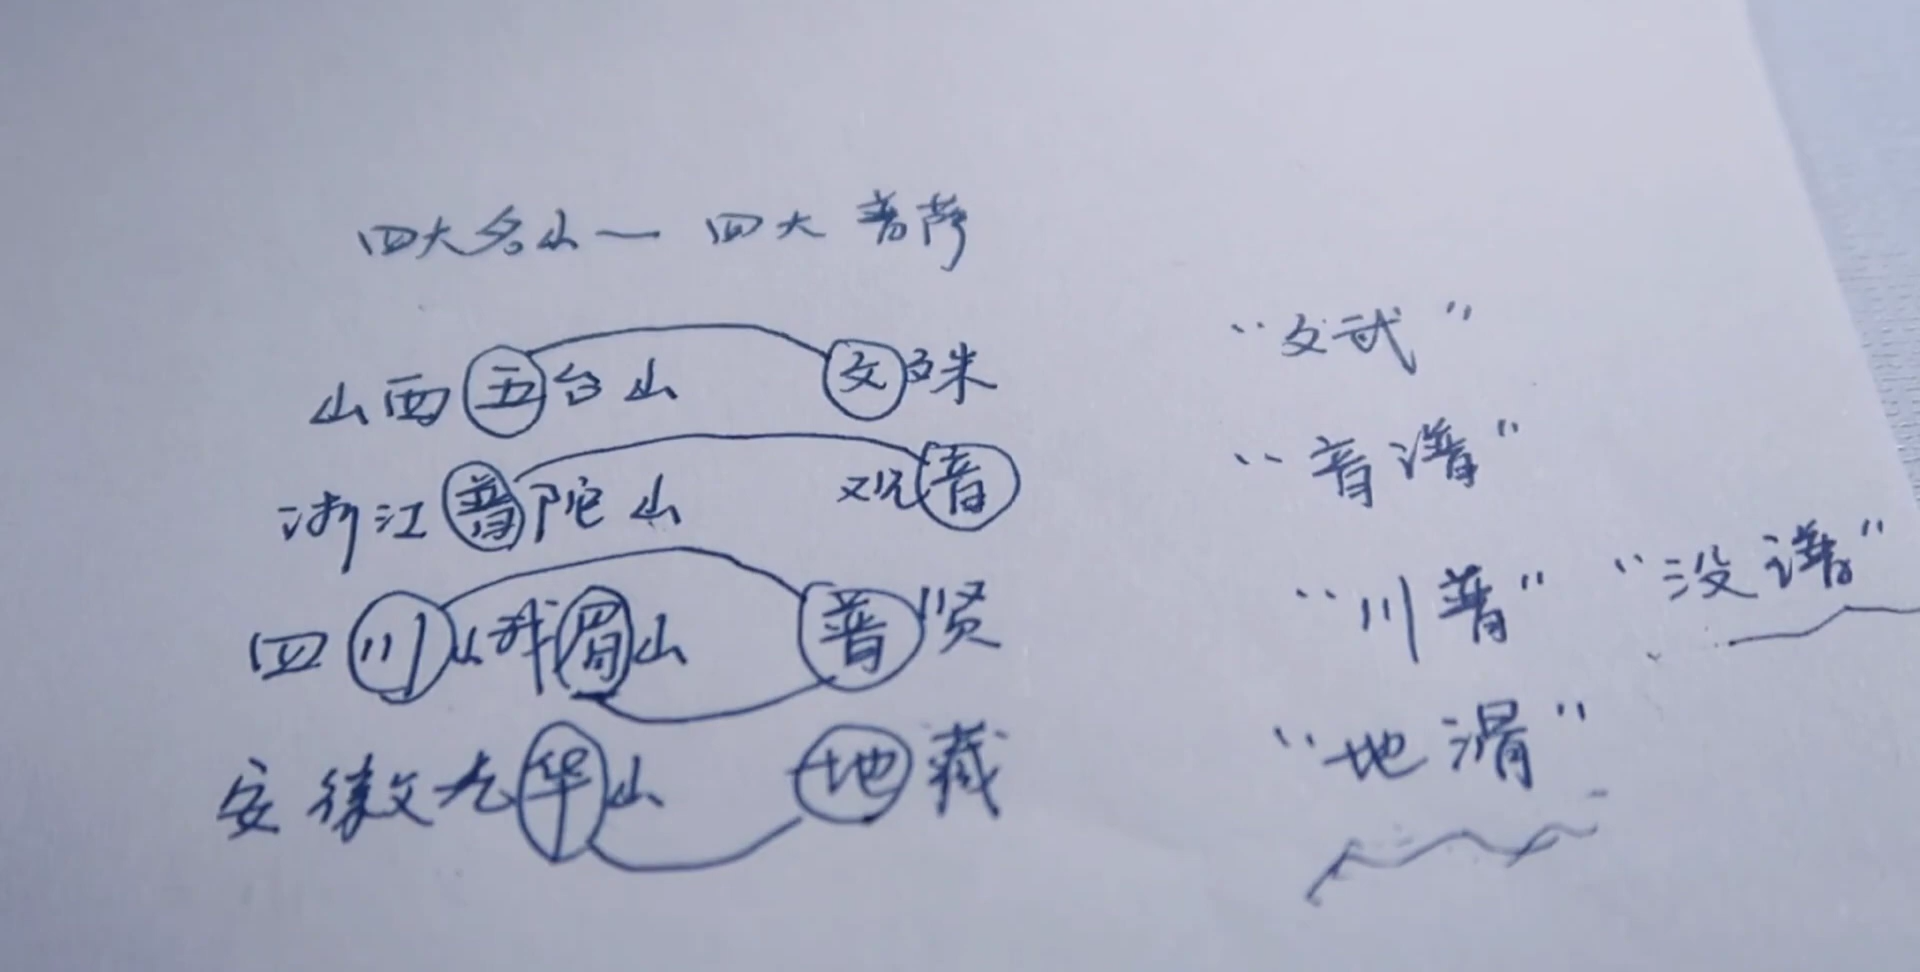 四大名山一 四大菩萨
山西五台山 文殊 "文武"
浙江普陀山 观音 "音谱"
四川峨眉山 普贤 "川普" "没谱"
安徽九华山 地藏 "地滑"